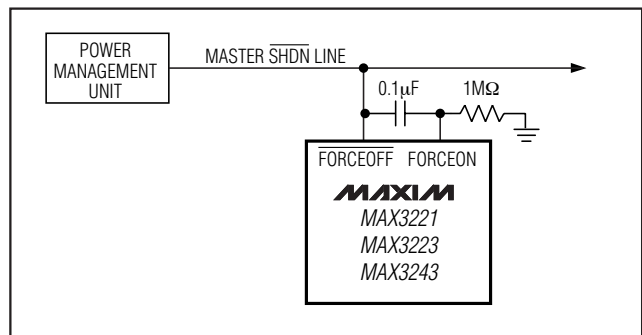 POWER
MANAGEMENT
UNIT
MASTER SHDN LINE
0.1μF
1MΩ
FORCEOFF FORCEON
MAXIM
MAX3221
MAX3223
MAX3243